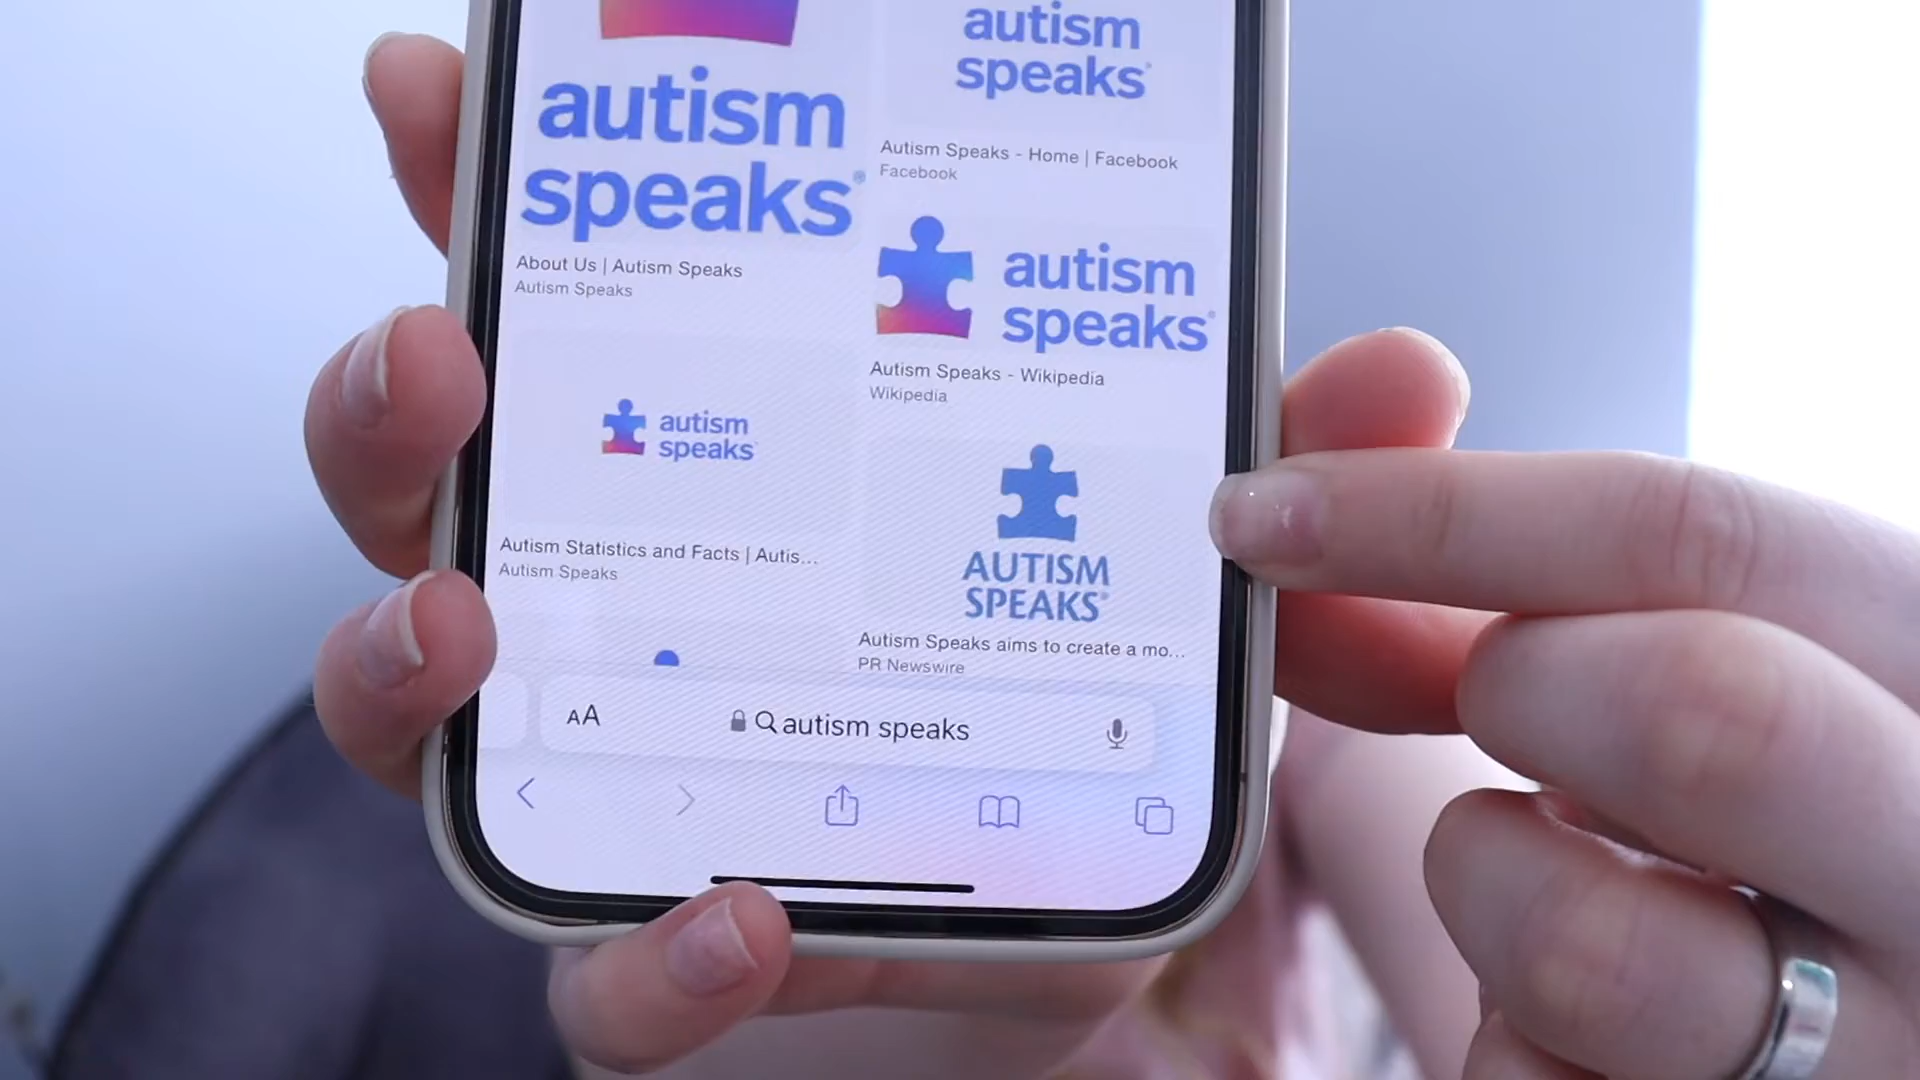 autism
speaks
About Us | Autism Speaks
Autism Speaks
autism
speaks
Autism Statistics and Facts | Autis...
Autism Speaks
autism
speaks
Autism Speaks - Home | Facebook
Facebook
autism
speaks
Autism Speaks - Wikipedia
Wikipedia
AUTISM
SPEAKS
Autism Speaks aims to create a mo...
PR Newswire
AA
autism speaks